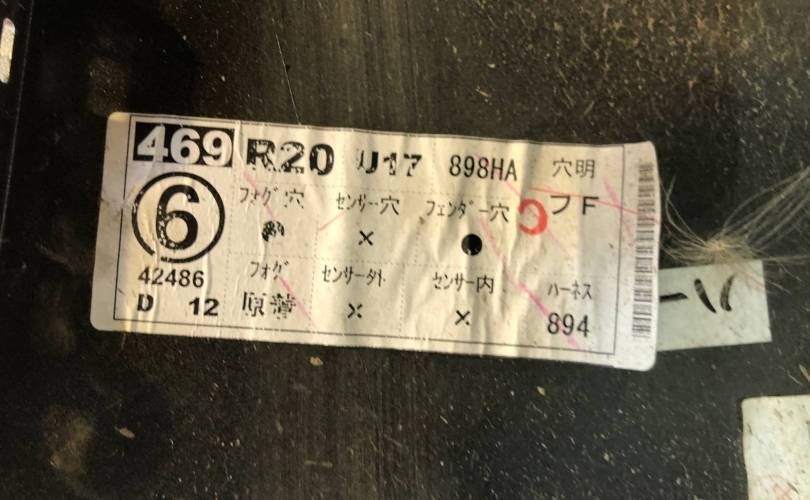 469 R20 U17 898HA 穴明
6 フォグ穴 センサー穴 フェンダー穴 フF
× ●
42486 フォグ センサー外 センサー内 ハーネス
D 12 × × 894